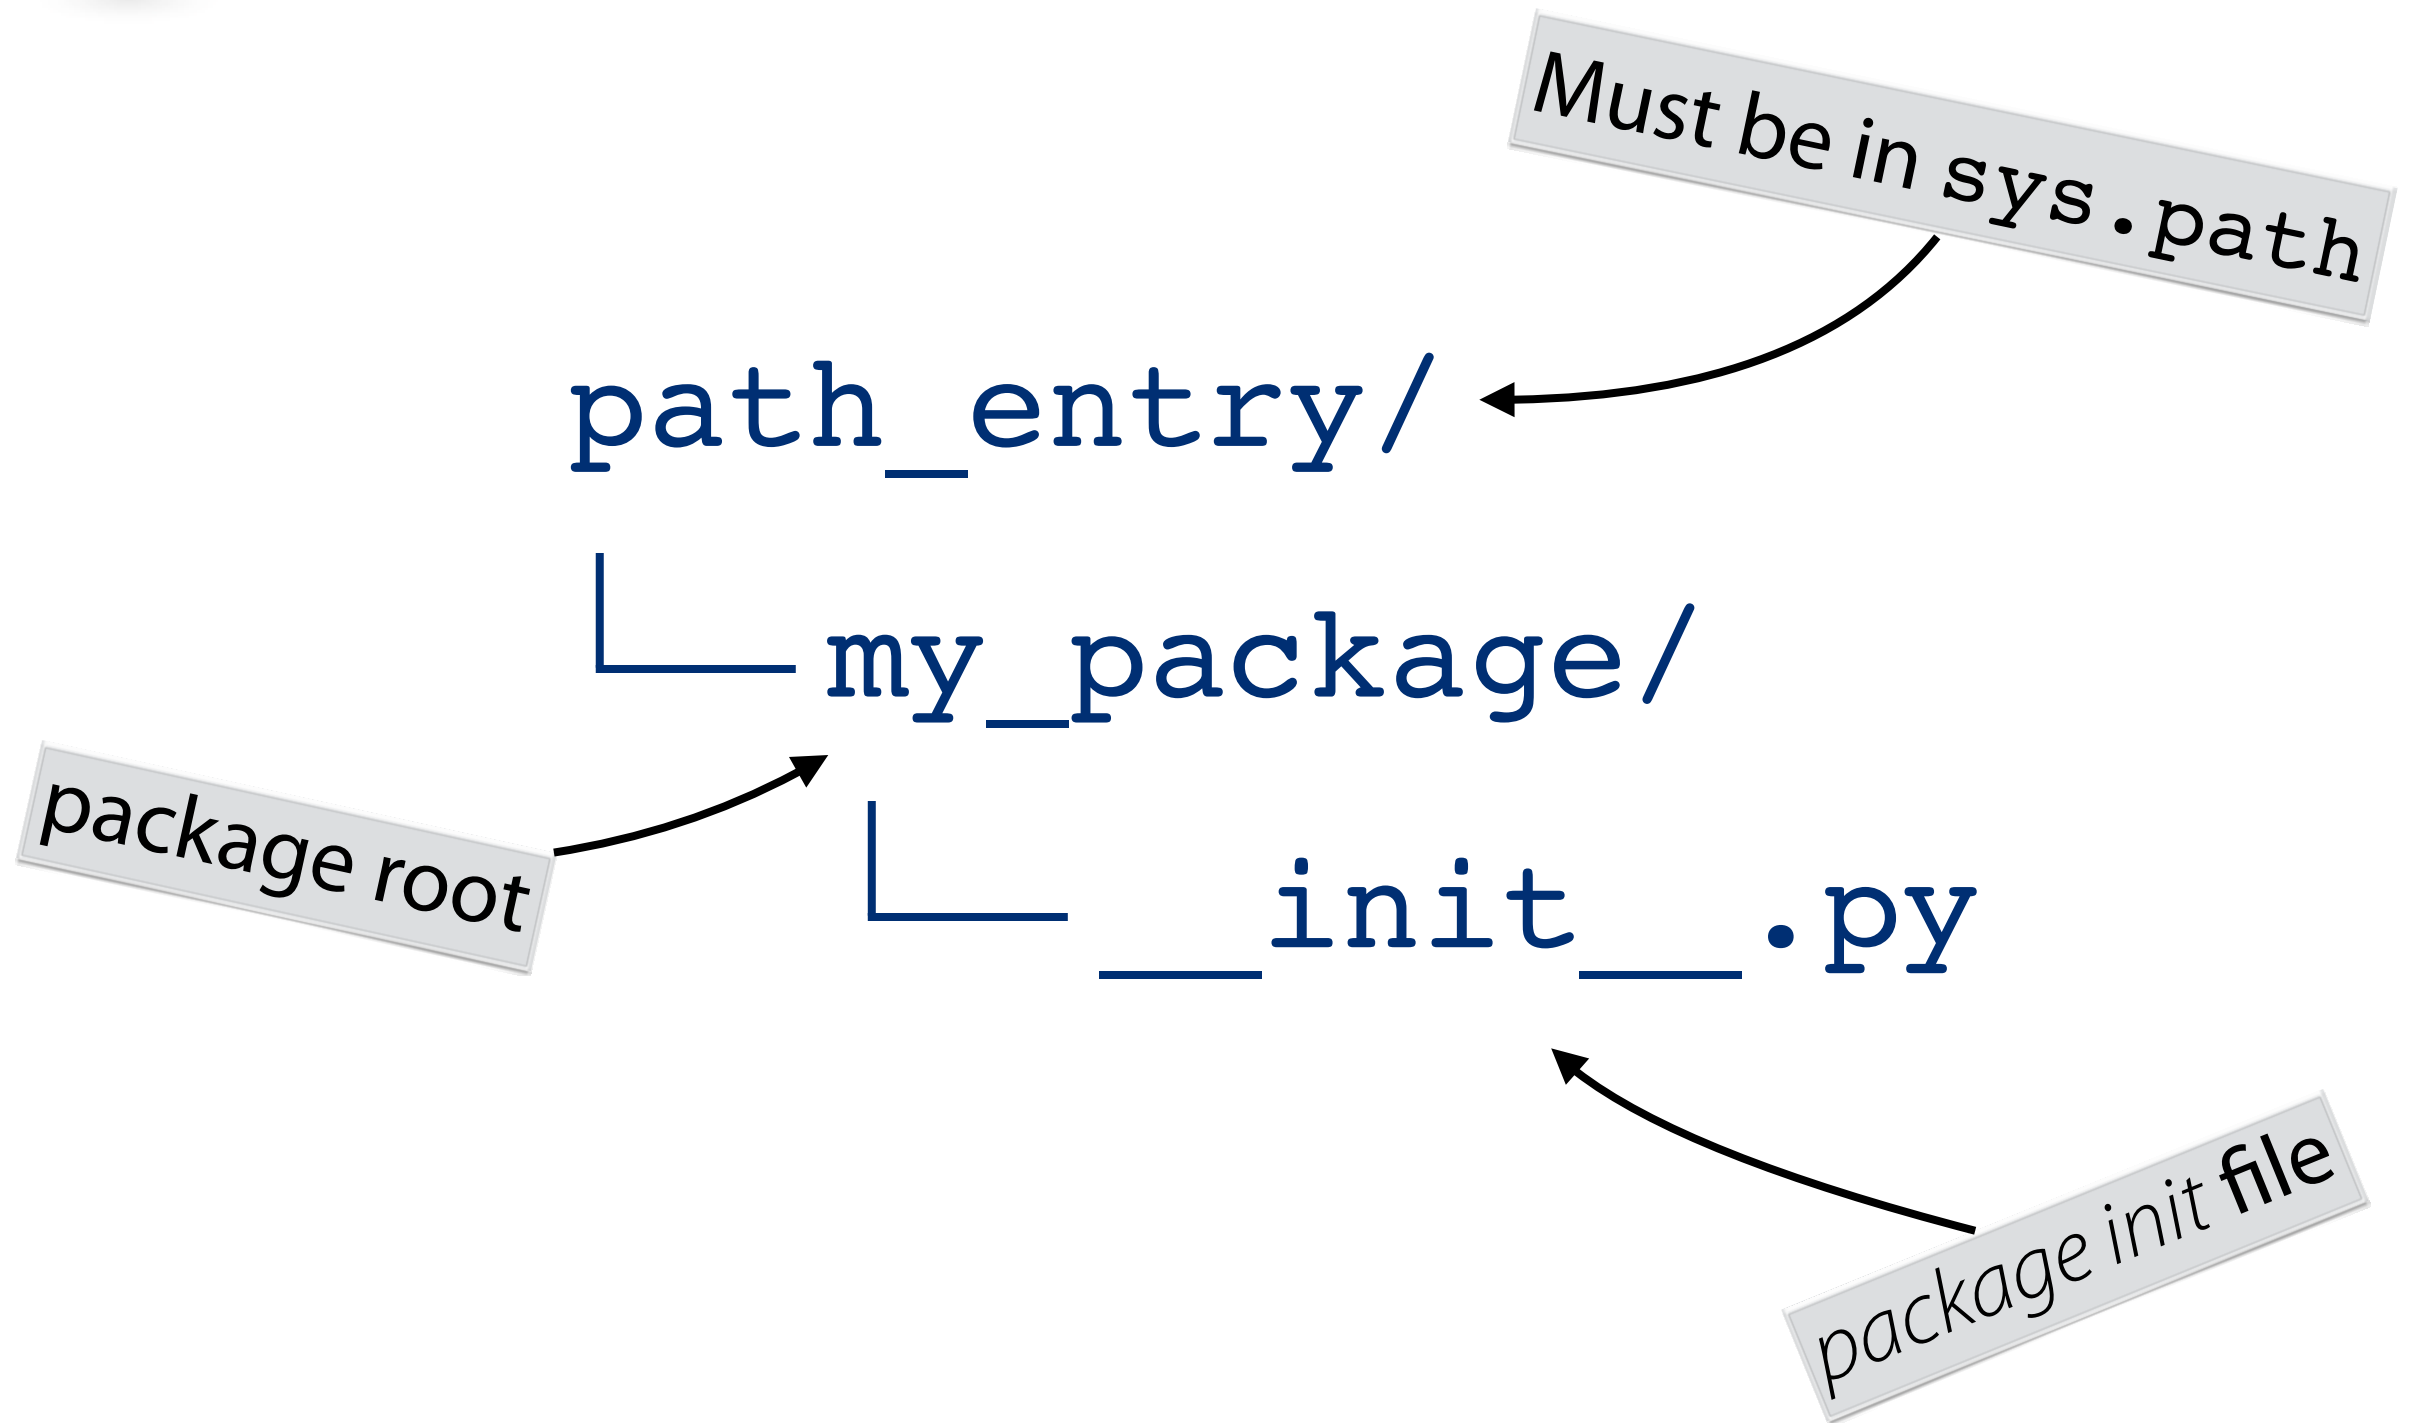 Must be in sys.path
path_entry/
my_package/
package root
__init__.py
package init file